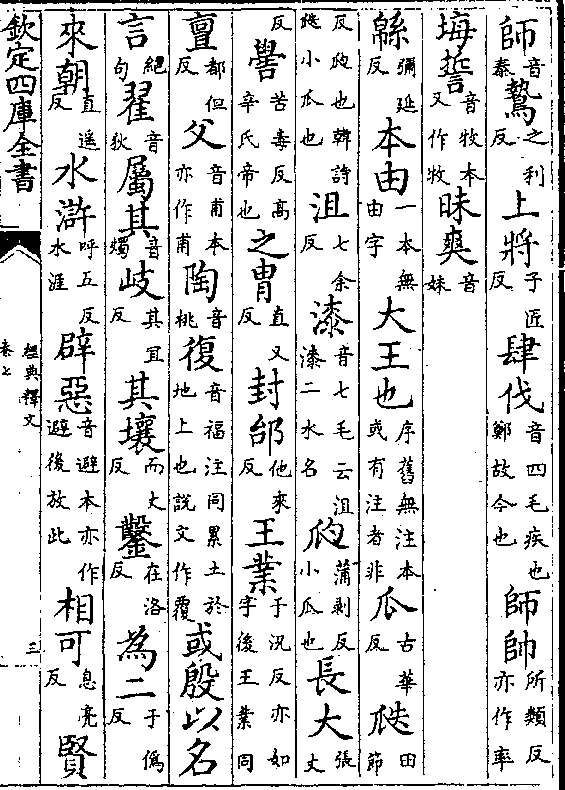 師音泰鷙之利反上將子匠反肆伐音四毛疾也鄭故今也師帥所類反亦作率
坶誓音牧本又作牧昧爽音妹
緜彌延反本由一本無由字大王也序舊無注本或有注者非瓜古華反瓞田節
反瓞也韓詩瓞小瓜也沮七余反漆音七毛云沮漆二水名瓝蒲剥反小瓜也長大張丈
反嚳苦毒反高辛氏帝也之胄直又反封邰他來反王業于況反亦如字後王業同
亶都但反父音甫本亦作甫陶音桃復音福注同累土於地上也說文作覆或殷以名
言絶句翟音狄屬其音燭岐其宜反其壤而丈反鑿在洛反為二于偽反
來朝直遥反水滸呼五反水涯辟惡音避本亦作避後放此相可息亮反賢
欽定四庫全書
經典釋文
卷七
三